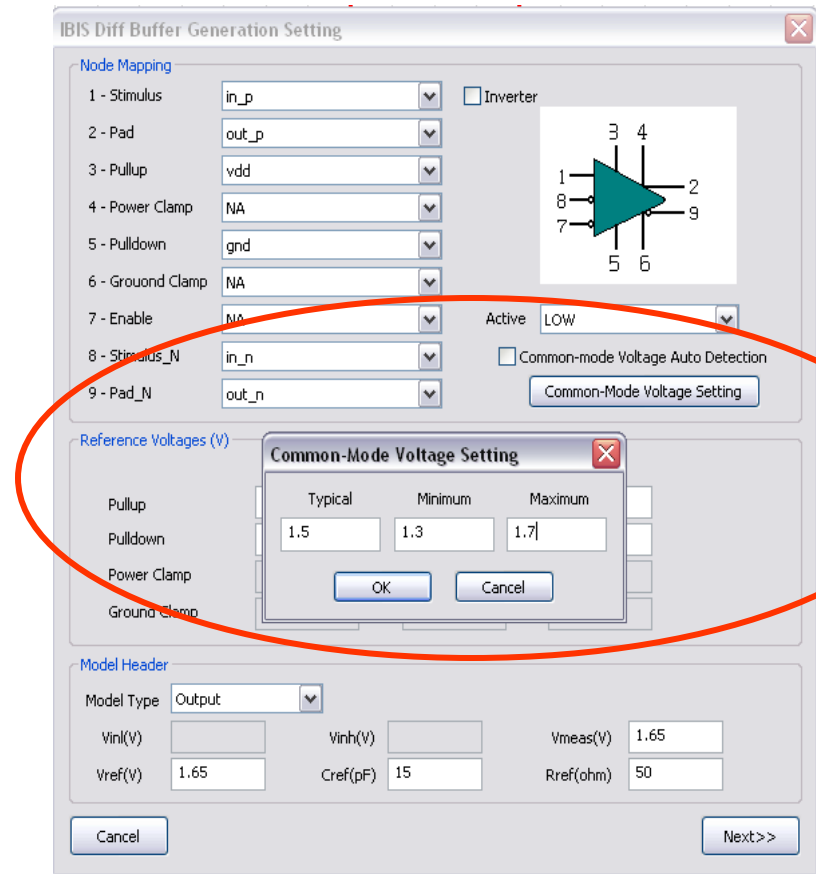 IBIS Diff Buffer Generation Setting
Node Mapping
1 - Stimulus in_p Inverter
2 - Pad out_p
3 - Pullup vdd
4 - Power Clamp NA
5 - Pulldown gnd
6 - Grouond Clamp NA
7 - Enable NA Active LOW
8 - Stimulus_N in_n Common-mode Voltage Auto Detection
9 - Pad_N out_n Common-Mode Voltage Setting
3 4
1 2
8 9
7
5 6
Reference Voltages (V)
Pullup
Pulldown
Power Clamp
Ground Clamp
Common-Mode Voltage Setting
Typical Minimum Maximum
1.5 1.3 1.7
OK Cancel
Model Header
Model Type Output
Vinl(V) Vinh(V) Vmeas(V) 1.65
Vref(V) 1.65 Cref(pF) 15 Rref(ohm) 50
Cancel Next>>